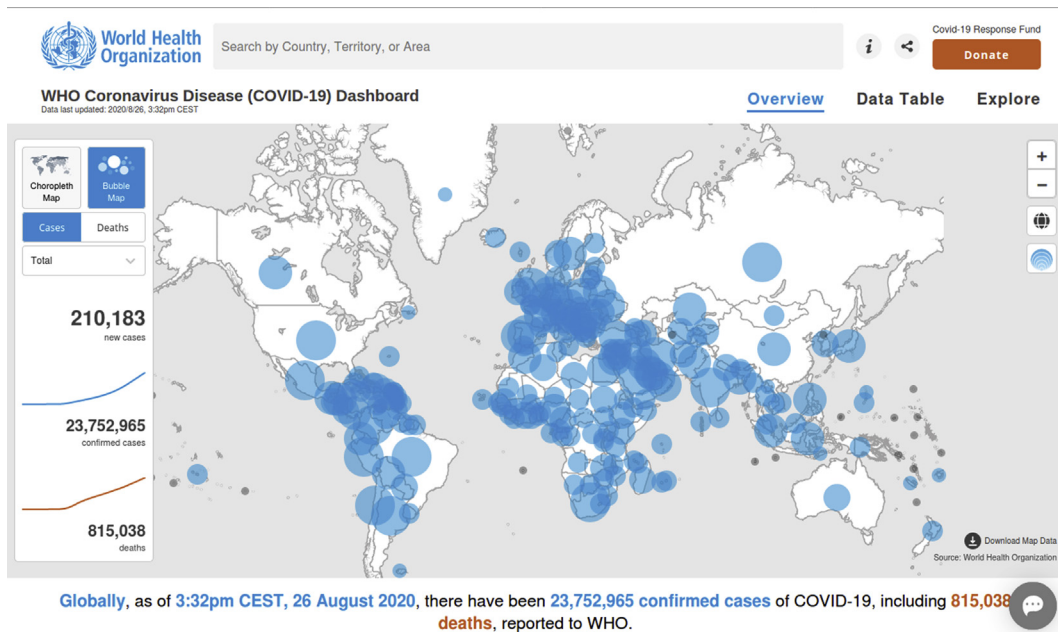 World Health
Organization
Search by Country, Territory, or Area
i
Covid-19 Response Fund
Donate
WHO Coronavirus Disease (COVID-19) Dashboard
Data last updated: 2020/8/26, 3:32pm CEST
Overview
Data Table
Explore
Choropleth
Map
Bubble
Map
Cases
Deaths
Total
210,183
new cases
23,752,965
confirmed cases
815,038
deaths
+
−
Download Map Data
Source: World Health Organization
Globally, as of 3:32pm CEST, 26 August 2020, there have been 23,752,965 confirmed cases of COVID-19, including 815,038
deaths, reported to WHO.